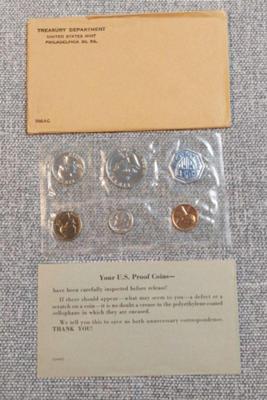 TREASURY DEPARTMENT
UNITED STATES MINT
PHILADELPHIA 30, PA.
Your U.S. Proof Coins—
have been carefully inspected before release!
If there should appear—what may seem to you—a defect or a
scratch on a coin—it is no doubt a crease in the polyethylene-coated
cellophane in which they are encased.
We tell you this to save us both unnecessary correspondence.
THANK YOU!